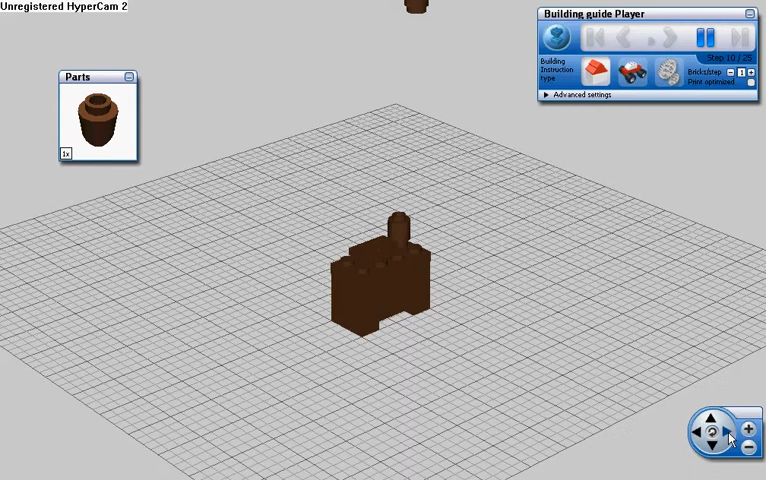 Unregistered HyperCam 2
Building guide Player
Step 10 / 25
Building
Instruction
type
Bricks/step
1
Print optimized
Advanced settings
Parts
1x